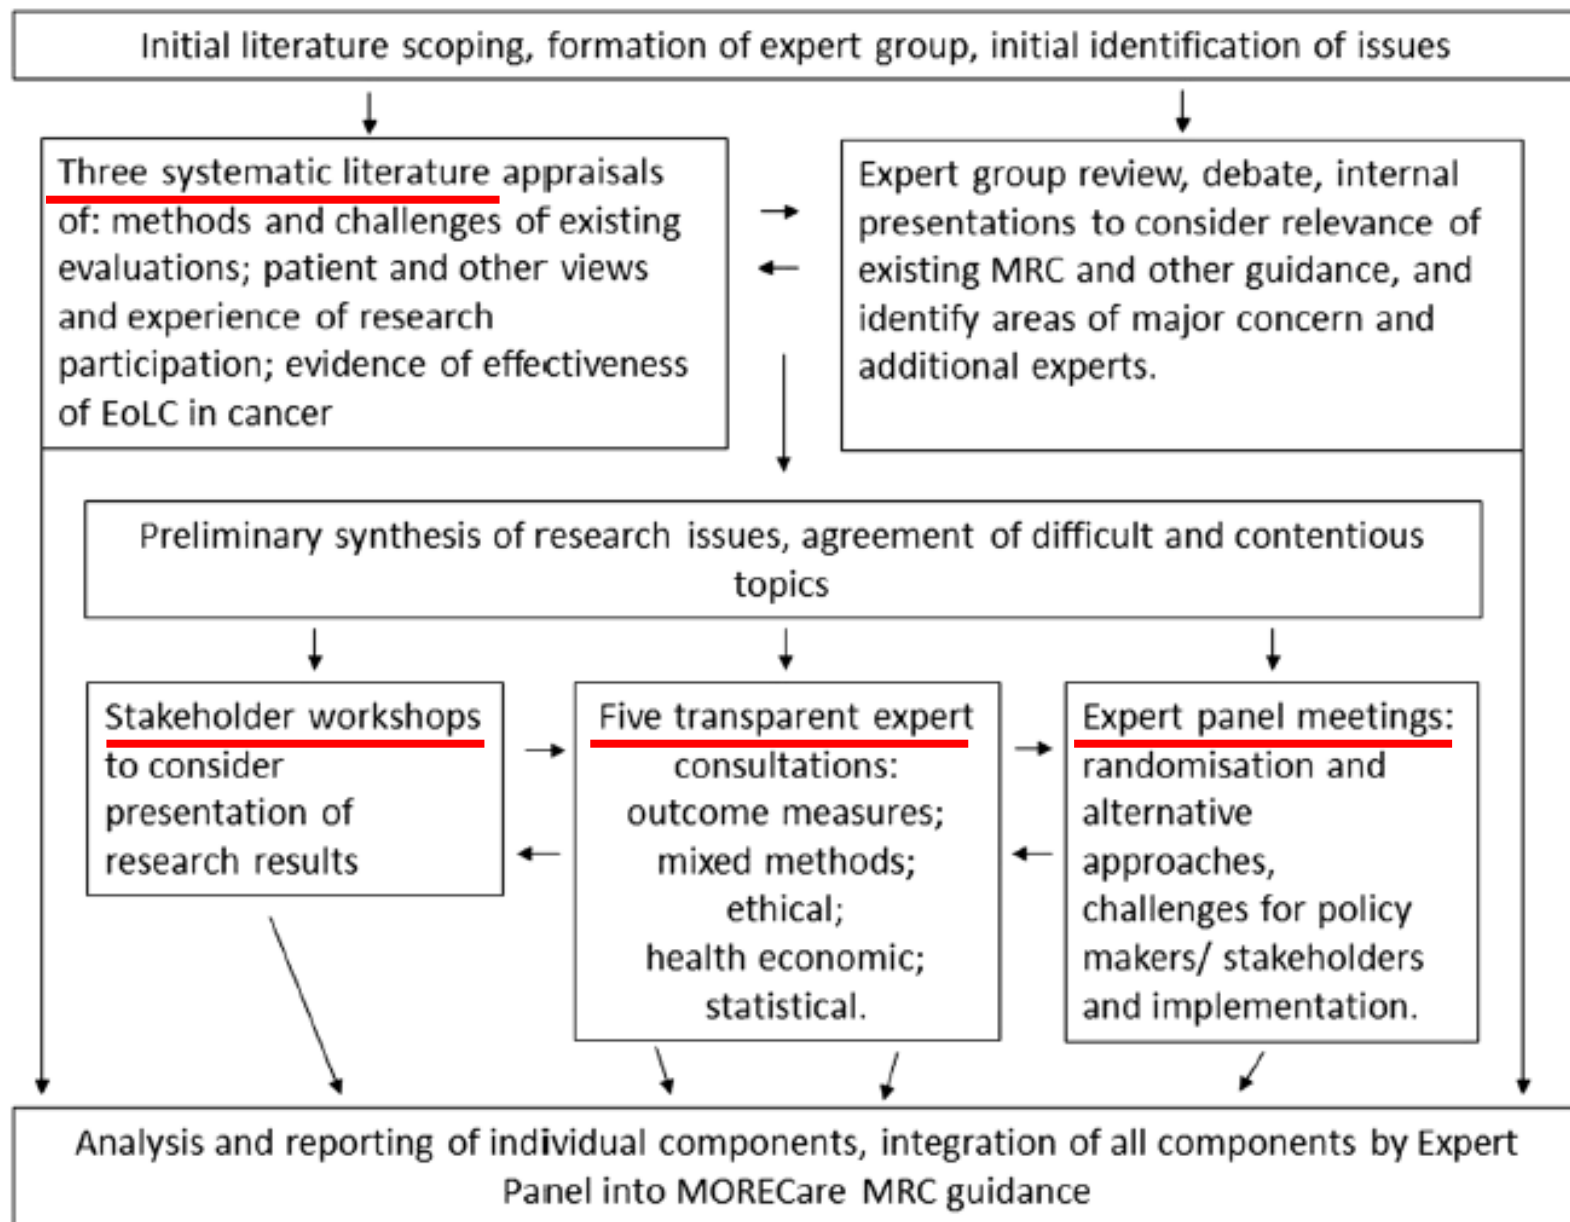 Initial literature scoping, formation of expert group, initial identification of issues
Three systematic literature appraisals
of: methods and challenges of existing
evaluations; patient and other views
and experience of research
participation; evidence of effectiveness
of EoLC in cancer
Expert group review, debate, internal
presentations to consider relevance of
existing MRC and other guidance, and
identify areas of major concern and
additional experts.
Preliminary synthesis of research issues, agreement of difficult and contentious
topics
Stakeholder workshops
to consider
presentation of
research results
Five transparent expert
consultations:
outcome measures;
mixed methods;
ethical;
health economic;
statistical.
Expert panel meetings:
randomisation and
alternative
approaches,
challenges for policy
makers/ stakeholders
and implementation.
Analysis and reporting of individual components, integration of all components by Expert
Panel into MORECare MRC guidance